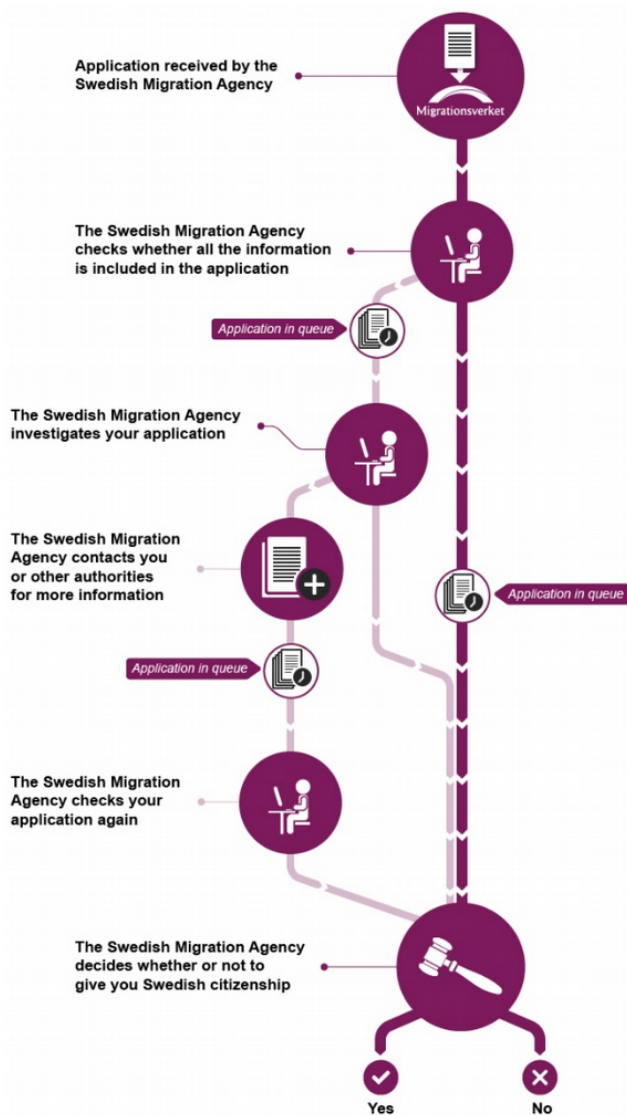 Application received by the
Swedish Migration Agency
Migrationsverket
The Swedish Migration Agency
checks whether all the information
is included in the application
Application in queue
The Swedish Migration Agency
investigates your application
The Swedish Migration
Agency contacts you
or other authorities
for more information
Application in queue
Application in queue
The Swedish Migration
Agency checks your
application again
The Swedish Migration Agency
decides whether or not to
give you Swedish citizenship
Yes
No